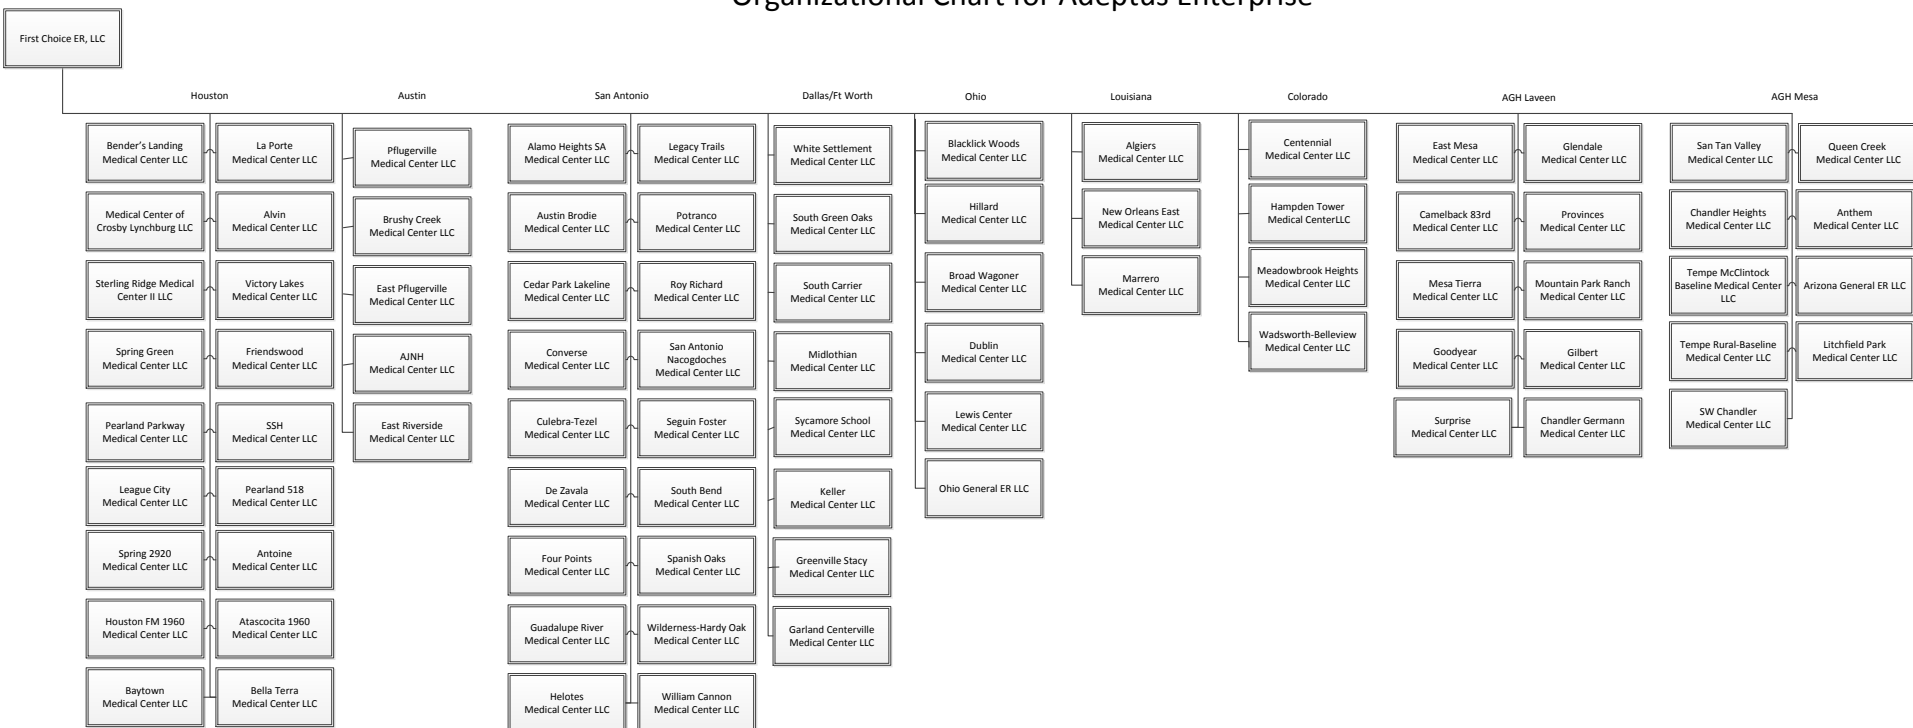 Organizational Chart for Adeptus Enterprise
First Choice ER, LLC
Houston
Austin
San Antonio
Dallas/Ft Worth
Ohio
Louisiana
Colorado
AGH Laveen
AGH Mesa
Bender's Landing
Medical Center LLC
La Porte
Medical Center LLC
Medical Center of
Crosby Lynchburg LLC
Alvin
Medical Center LLC
Sterling Ridge Medical
Center II LLC
Victory Lakes
Medical Center LLC
Spring Green
Medical Center LLC
Friendswood
Medical Center LLC
Pearland Parkway
Medical Center LLC
SSH
Medical Center LLC
League City
Medical Center LLC
Pearland 518
Medical Center LLC
Spring 2920
Medical Center LLC
Antoine
Medical Center LLC
Houston FM 1960
Medical Center LLC
Atascocita 1960
Medical Center LLC
Baytown
Medical Center LLC
Bella Terra
Medical Center LLC
Pflugerville
Medical Center LLC
Brushy Creek
Medical Center LLC
East Pflugerville
Medical Center LLC
AJNH
Medical Center LLC
East Riverside
Medical Center LLC
Alamo Heights SA
Medical Center LLC
Legacy Trails
Medical Center LLC
Austin Brodie
Medical Center LLC
Potranco
Medical Center LLC
Cedar Park Lakeline
Medical Center LLC
Roy Richard
Medical Center LLC
Converse
Medical Center LLC
San Antonio
Nacogdoches
Medical Center LLC
Culebra-Tezel
Medical Center LLC
Seguin Foster
Medical Center LLC
De Zavala
Medical Center LLC
South Bend
Medical Center LLC
Four Points
Medical Center LLC
Spanish Oaks
Medical Center LLC
Guadalupe River
Medical Center LLC
Wilderness-Hardy Oak
Medical Center LLC
Helotes
Medical Center LLC
William Cannon
Medical Center LLC
White Settlement
Medical Center LLC
South Green Oaks
Medical Center LLC
South Carrier
Medical Center LLC
Midlothian
Medical Center LLC
Sycamore School
Medical Center LLC
Keller
Medical Center LLC
Greenville Stacy
Medical Center LLC
Garland Centerville
Medical Center LLC
Blacklick Woods
Medical Center LLC
Hillard
Medical Center LLC
Broad Wagoner
Medical Center LLC
Dublin
Medical Center LLC
Lewis Center
Medical Center LLC
Ohio General ER LLC
Algiers
Medical Center LLC
New Orleans East
Medical Center LLC
Marrero
Medical Center LLC
Centennial
Medical Center LLC
Hampden Tower
Medical CenterLLC
Meadowbrook Heights
Medical Center LLC
Wadsworth-Belleview
Medical Center LLC
East Mesa
Medical Center LLC
Glendale
Medical Center LLC
Camelback 83rd
Medical Center LLC
Provinces
Medical Center LLC
Mesa Tierra
Medical Center LLC
Mountain Park Ranch
Medical Center LLC
Goodyear
Medical Center LLC
Gilbert
Medical Center LLC
Surprise
Medical Center LLC
Chandler Germann
Medical Center LLC
San Tan Valley
Medical Center LLC
Queen Creek
Medical Center LLC
Chandler Heights
Medical Center LLC
Anthem
Medical Center LLC
Tempe McClintock
Baseline Medical Center
LLC
Arizona General ER LLC
Tempe Rural-Baseline
Medical Center LLC
Litchfield Park
Medical Center LLC
SW Chandler
Medical Center LLC